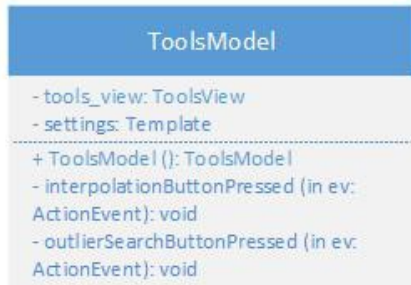 ToolsModel
- tools_view: ToolsView
- settings: Template
+ ToolsModel (): ToolsModel
- interpolationButtonPressed (in ev:
ActionEvent): void
- outlierSearchButtonPressed (in ev:
ActionEvent): void